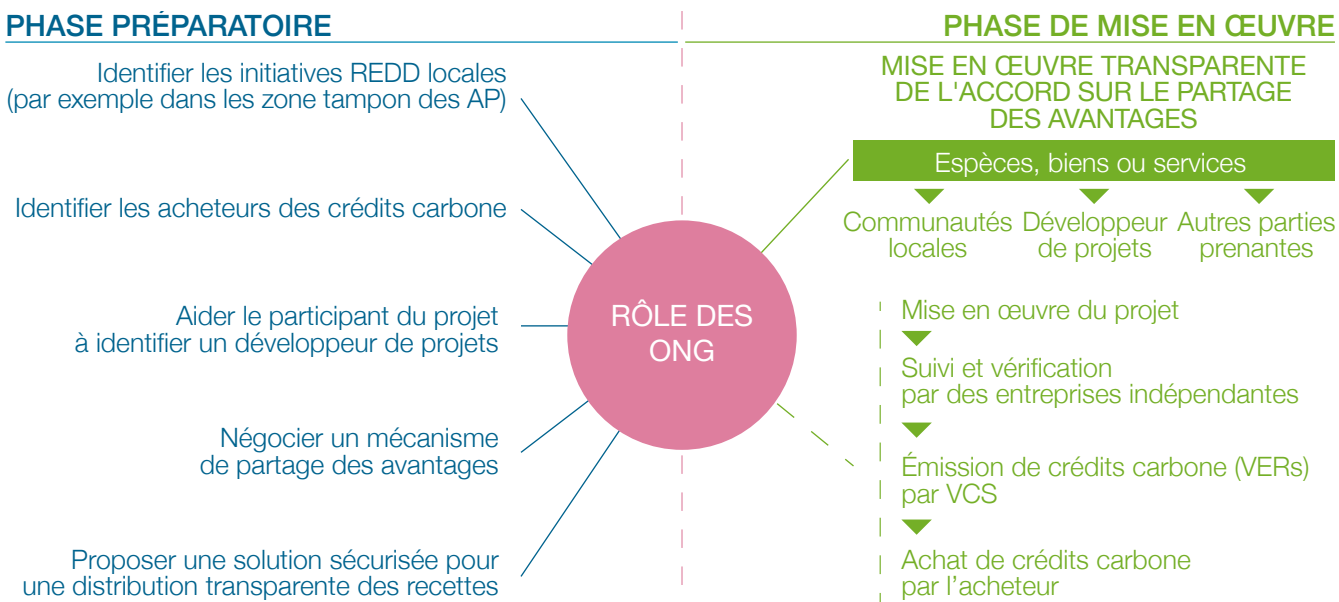 PHASE PRÉPARATOIRE
Identifier les initiatives REDD locales
(par exemple dans les zone tampon des AP)
Identifier les acheteurs des crédits carbone
Aider le participant du projet
à identifier un développeur de projets
Négocier un mécanisme
de partage des avantages
Proposer une solution sécurisée pour
une distribution transparente des recettes
RÔLE DES
ONG
PHASE DE MISE EN ŒUVRE
MISE EN ŒUVRE TRANSPARENTE
DE L'ACCORD SUR LE PARTAGE
DES AVANTAGES
Espèces, biens ou services
Communautés
locales
Développeur
de projets
Autres parties
prenantes
Mise en œuvre du projet
Suivi et vérification
par des entreprises indépendantes
Émission de crédits carbone (VERs)
par VCS
Achat de crédits carbone
par l’acheteur